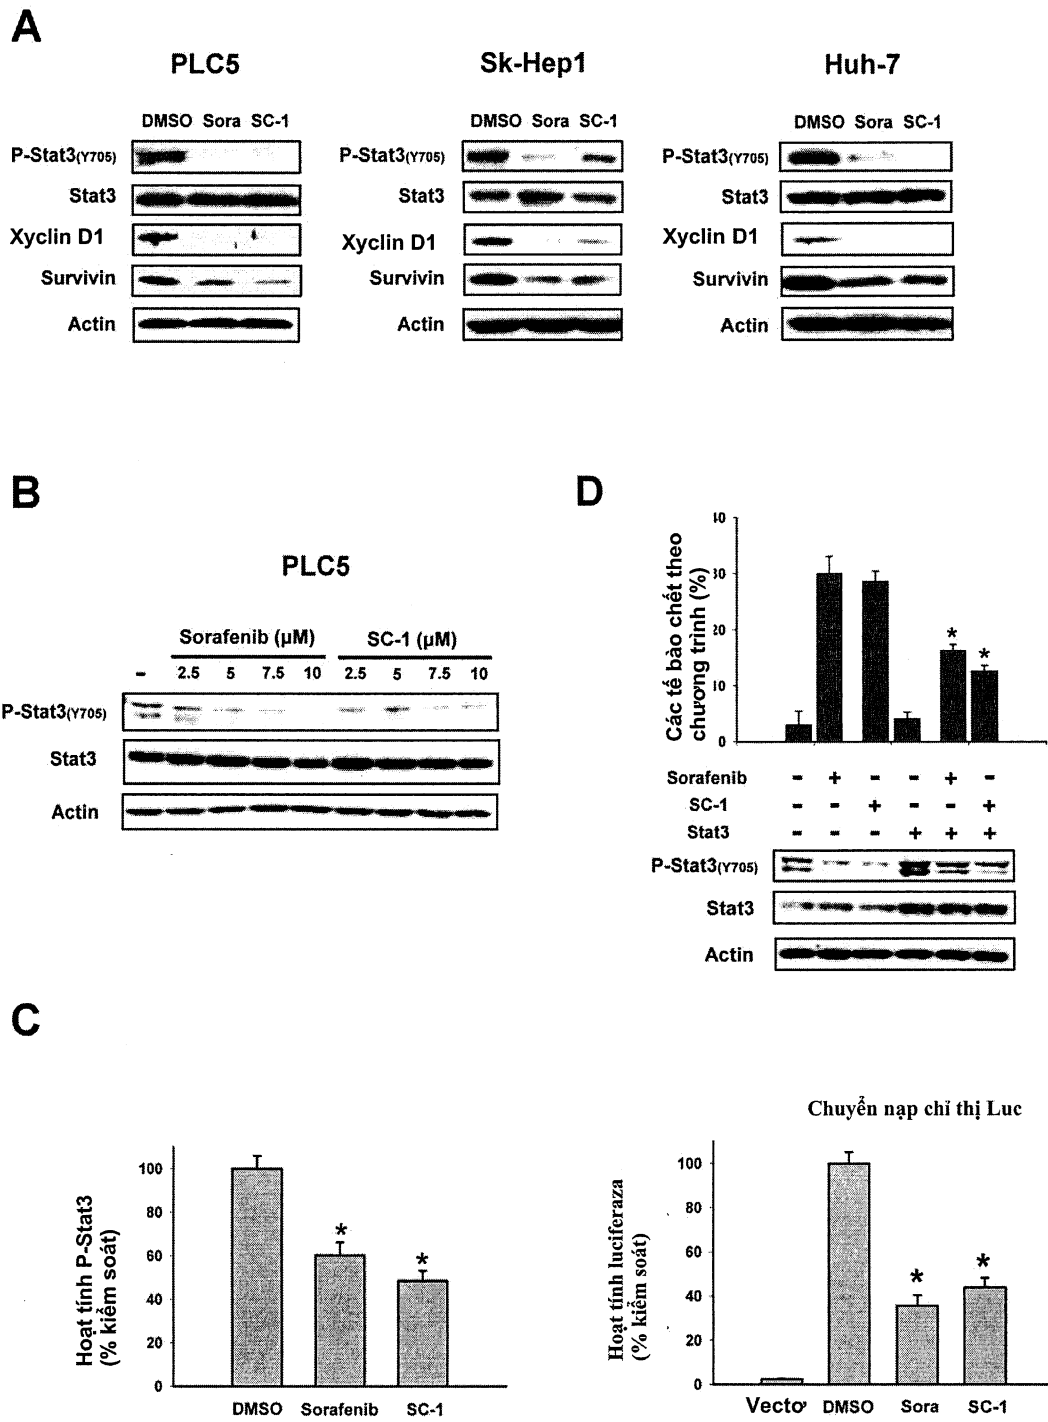 A
PLC5
DMSO Sora SC-1
P-Stat3(Y705)
Stat3
Xyclin D1
Survivin
Actin
Sk-Hep1
DMSO Sora SC-1
P-Stat3(Y705)
Stat3
Xyclin D1
Survivin
Actin
Huh-7
DMSO Sora SC-1
P-Stat3(Y705)
Stat3
Xyclin D1
Survivin
Actin
B
PLC5
Sorafenib (µM) SC-1 (µM)
– 2.5 5 7.5 10 2.5 5 7.5 10
P-Stat3(Y705)
Stat3
Actin
D
Các tế bào chết theo
chương trình (%)
30
20
10
0
Sorafenib - + - - + -
SC-1 - - + - - +
Stat3 - - - + + +
P-Stat3(Y705)
Stat3
Actin
C
Hoạt tính P-Stat3
(% kiểm soát)
100
80
60
40
20
0
* *
DMSO Sorafenib SC-1
Chuyển nạp chỉ thị Luc
Hoạt tính luciferaza
(% kiểm soát)
100
80
60
40
20
0
* *
Vectơ DMSO Sora SC-1